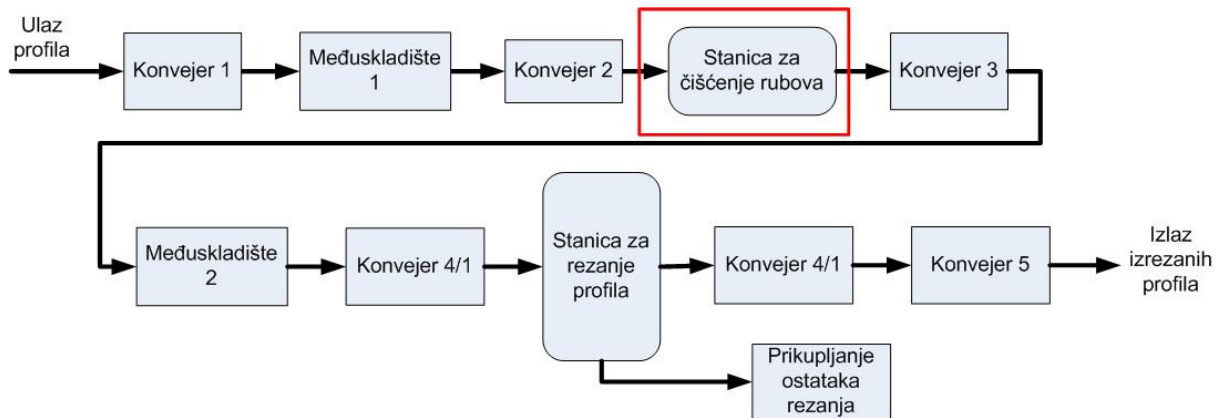 Ulaz
profila
Konvejer 1
Međuskladište
1
Konvejer 2
Stanica za
čišćenje rubova
Konvejer 3
Međuskladište
2
Konvejer 4/1
Stanica za
rezanje
profila
Konvejer 4/1
Konvejer 5
Izlaz
izrezanih
profila
Prikupljanje
ostataka
rezanja